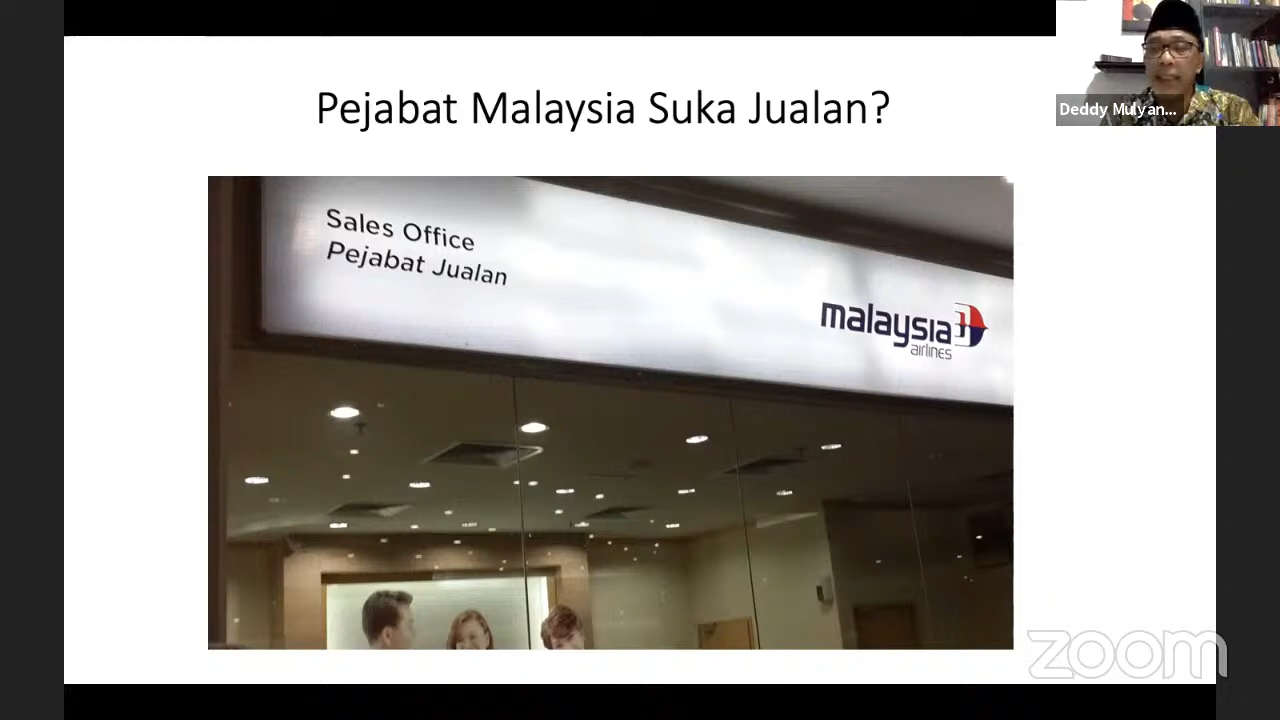 Pejabat Malaysia Suka Jualan?
Deddy Mulyan...
Sales Office
Pejabat Jualan
malaysia
airlines
zoom